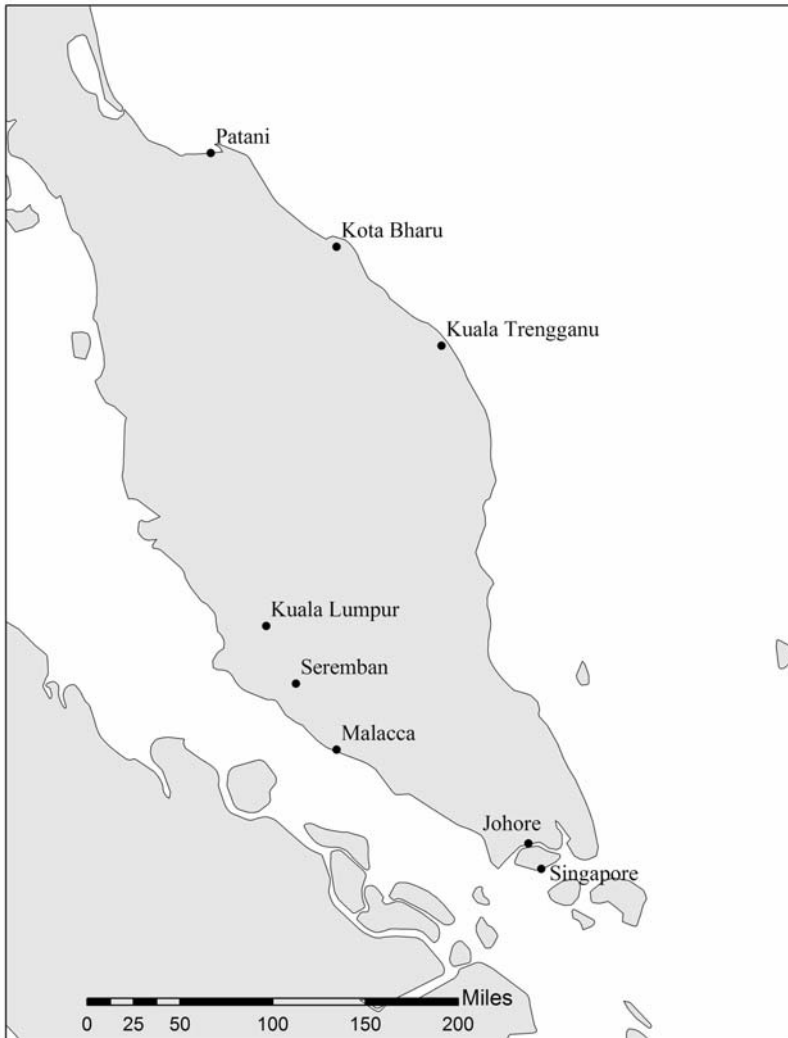 Patani
Kota Bharu
Kuala Trengganu
Kuala Lumpur
Seremban
Malacca
Johore
Singapore
Miles
0 25 50 100 150 200